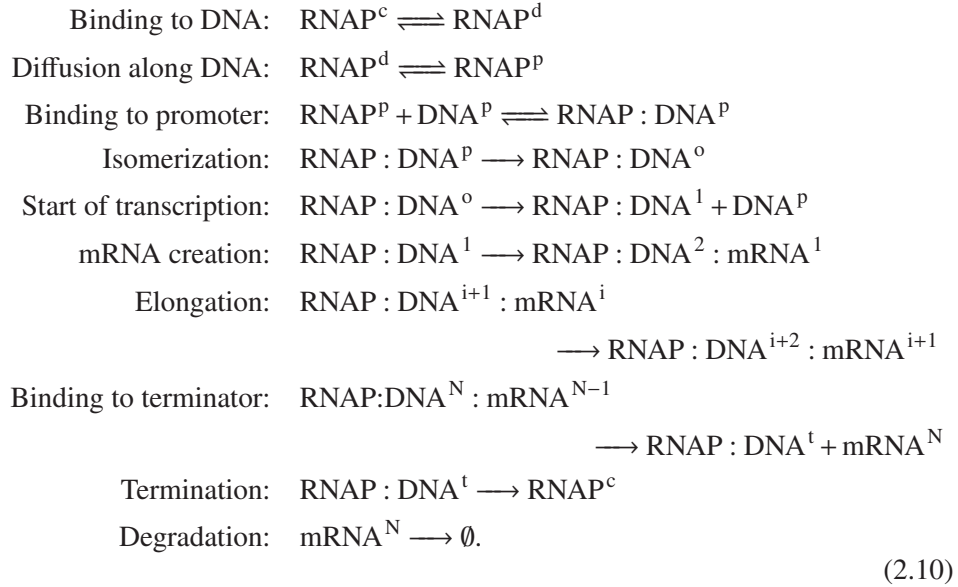 Binding to DNA: RNAP^c ⇌ RNAP^d
Diffusion along DNA: RNAP^d ⇌ RNAP^p
Binding to promoter: RNAP^p + DNA^p ⇌ RNAP : DNA^p
Isomerization: RNAP : DNA^p ⟶ RNAP : DNA^o
Start of transcription: RNAP : DNA^o ⟶ RNAP : DNA^1 + DNA^p
mRNA creation: RNAP : DNA^1 ⟶ RNAP : DNA^2 : mRNA^1
Elongation: RNAP : DNA^{i+1} : mRNA^i
⟶ RNAP : DNA^{i+2} : mRNA^{i+1}
Binding to terminator: RNAP:DNA^N : mRNA^{N−1}
⟶ RNAP : DNA^t + mRNA^N
Termination: RNAP : DNA^t ⟶ RNAP^c
Degradation: mRNA^N ⟶ ∅.
(2.10)